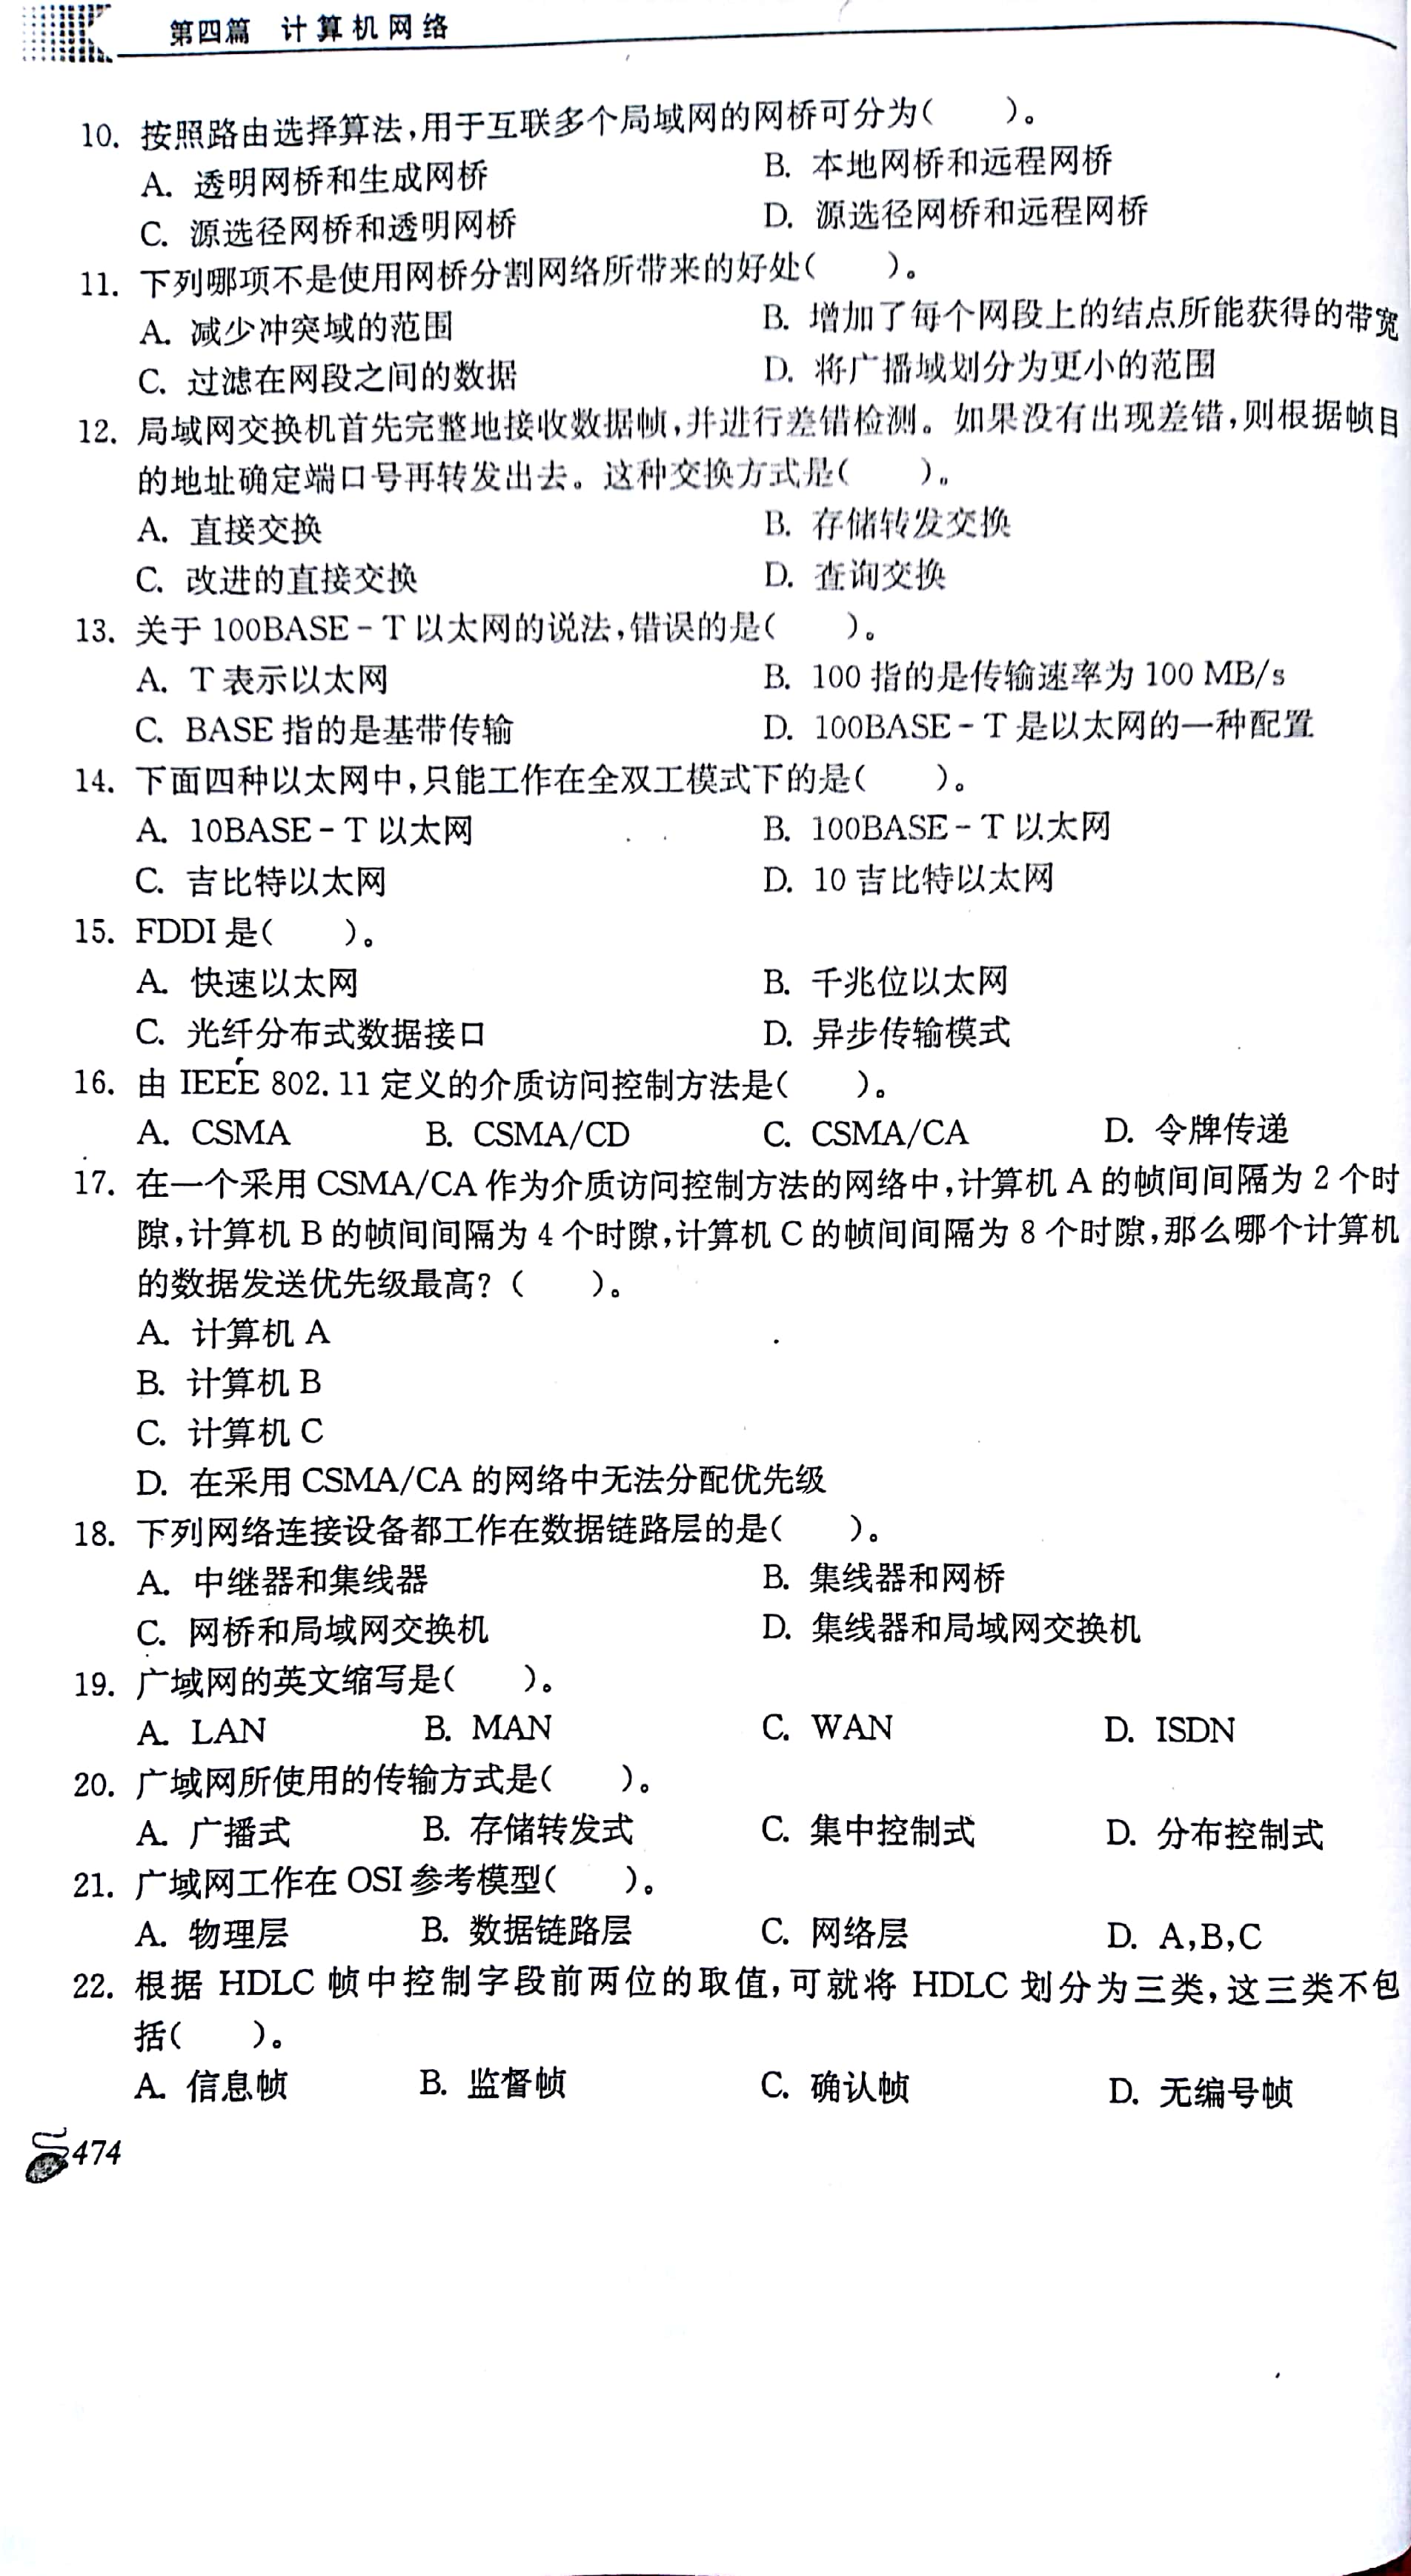 第四篇 计算机网络
10. 按照路由选择算法,用于互联多个局域网的网桥可分为(  )。
A. 透明网桥和生成网桥 B. 本地网桥和远程网桥
C. 源选径网桥和透明网桥 D. 源选径网桥和远程网桥
11. 下列哪项不是使用网桥分割网络所带来的好处(  )。
A. 减少冲突域的范围 B. 增加了每个网段上的结点所能获得的带宽
C. 过滤在网段之间的数据 D. 将广播域划分为更小的范围
12. 局域网交换机首先完整地接收数据帧,并进行差错检测。如果没有出现差错,则根据帧目
的地址确定端口号再转发出去。这种交换方式是(  )。
A. 直接交换 B. 存储转发交换
C. 改进的直接交换 D. 查询交换
13. 关于 100BASE-T 以太网的说法,错误的是(  )。
A. T 表示以太网 B. 100 指的是传输速率为 100 MB/s
C. BASE 指的是基带传输 D. 100BASE-T 是以太网的一种配置
14. 下面四种以太网中,只能工作在全双工模式下的是(  )。
A. 10BASE-T 以太网 B. 100BASE-T 以太网
C. 吉比特以太网 D. 10 吉比特以太网
15. FDDI 是(  )。
A. 快速以太网 B. 千兆位以太网
C. 光纤分布式数据接口 D. 异步传输模式
16. 由 IEEE 802.11 定义的介质访问控制方法是(  )。
A. CSMA B. CSMA/CD C. CSMA/CA D. 令牌传递
17. 在一个采用 CSMA/CA 作为介质访问控制方法的网络中,计算机 A 的帧间间隔为 2 个时
隙,计算机 B 的帧间间隔为 4 个时隙,计算机 C 的帧间间隔为 8 个时隙,那么哪个计算机
的数据发送优先级最高? (  )。
A. 计算机 A
B. 计算机 B
C. 计算机 C
D. 在采用 CSMA/CA 的网络中无法分配优先级
18. 下列网络连接设备都工作在数据链路层的是(  )。
A. 中继器和集线器 B. 集线器和网桥
C. 网桥和局域网交换机 D. 集线器和局域网交换机
19. 广域网的英文缩写是(  )。
A. LAN B. MAN C. WAN D. ISDN
20. 广域网所使用的传输方式是(  )。
A. 广播式 B. 存储转发式 C. 集中控制式 D. 分布控制式
21. 广域网工作在 OSI 参考模型(  )。
A. 物理层 B. 数据链路层 C. 网络层 D. A,B,C
22. 根据 HDLC 帧中控制字段前两位的取值,可就将 HDLC 划分为三类,这三类不包
括(  )。
A. 信息帧 B. 监督帧 C. 确认帧 D. 无编号帧
474